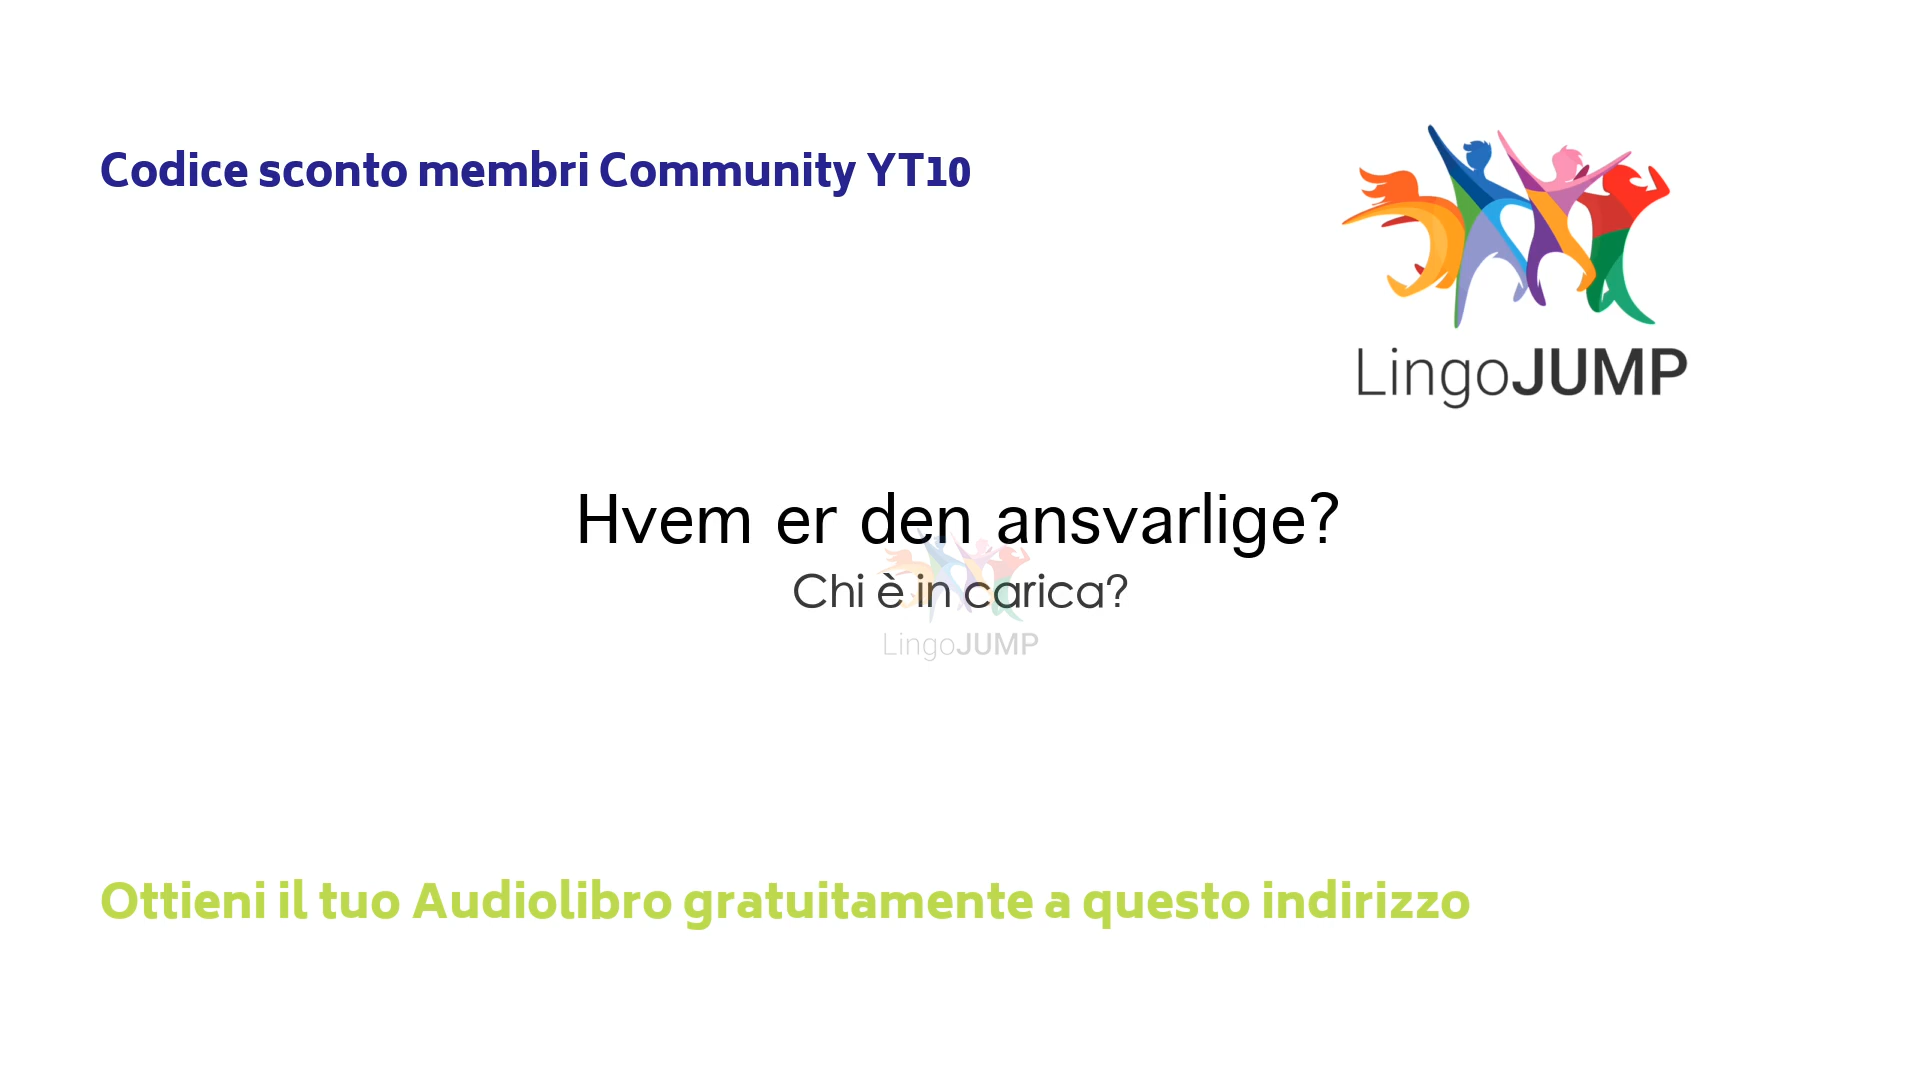 Codice sconto membri Community YT10
LingoJUMP
Hvem er den ansvarlige?
Chi è in carica?
LingoJUMP
Ottieni il tuo Audiolibro gratuitamente a questo indirizzo